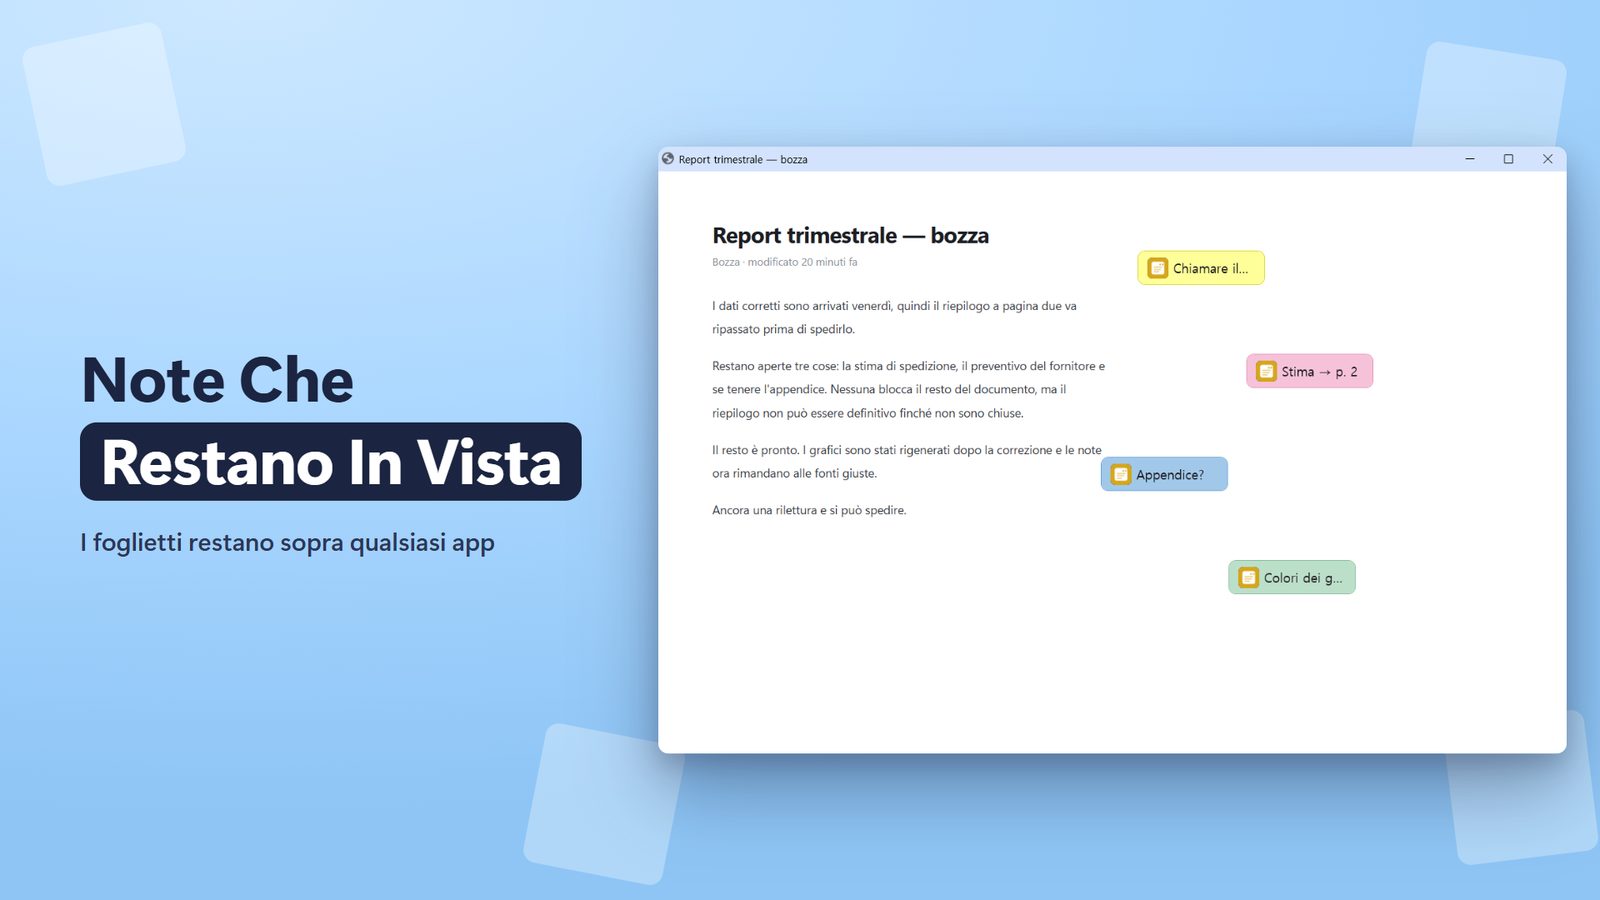 Note Che
Restano In Vista
I foglietti restano sopra qualsiasi app
Report trimestrale — bozza
Report trimestrale — bozza
Bozza · modificato 20 minuti fa
I dati corretti sono arrivati venerdì, quindi il riepilogo a pagina due va
ripassato prima di spedirlo.
Restano aperte tre cose: la stima di spedizione, il preventivo del fornitore e
se tenere l'appendice. Nessuna blocca il resto del documento, ma il
riepilogo non può essere definitivo finché non sono chiuse.
Il resto è pronto. I grafici sono stati rigenerati dopo la correzione e le note
ora rimandano alle fonti giuste.
Ancora una rilettura e si può spedire.
Chiamare il...
Stima → p. 2
Appendice?
Colori dei g...